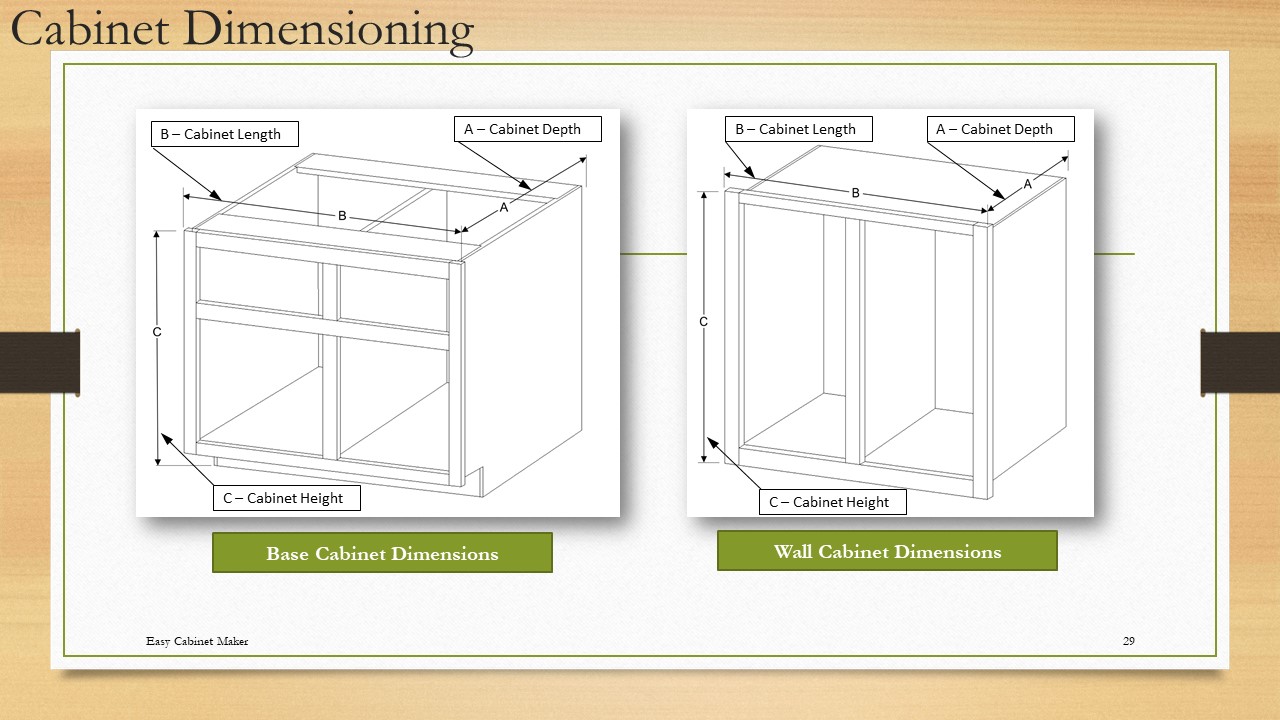 Cabinet Dimensioning
B – Cabinet Length
A – Cabinet Depth
B
A
C
C – Cabinet Height
Base Cabinet Dimensions
B – Cabinet Length
A – Cabinet Depth
A
B
C
C – Cabinet Height
Wall Cabinet Dimensions
Easy Cabinet Maker
29